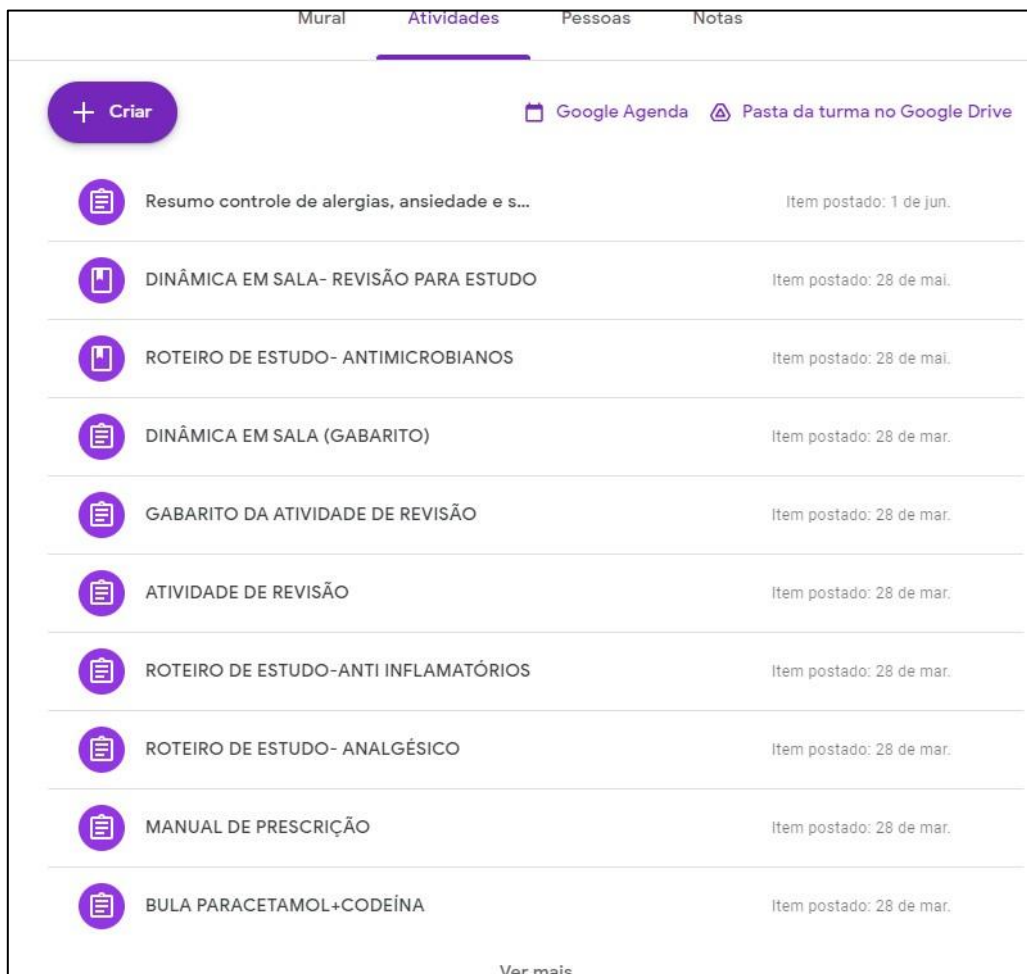 Mural Atividades Pessoas Notas
+ Criar Google Agenda Pasta da turma no Google Drive
Resumo controle de alergias, ansiedade e s... Item postado: 1 de jun.
DINÂMICA EM SALA- REVISÃO PARA ESTUDO Item postado: 28 de mai.
ROTEIRO DE ESTUDO- ANTIMICROBIANOS Item postado: 28 de mai.
DINÂMICA EM SALA (GABARITO) Item postado: 28 de mar.
GABARITO DA ATIVIDADE DE REVISÃO Item postado: 28 de mar.
ATIVIDADE DE REVISÃO Item postado: 28 de mar.
ROTEIRO DE ESTUDO-ANTI INFLAMATÓRIOS Item postado: 28 de mar.
ROTEIRO DE ESTUDO- ANALGÉSICO Item postado: 28 de mar.
MANUAL DE PRESCRIÇÃO Item postado: 28 de mar.
BULA PARACETAMOL+CODEÍNA Item postado: 28 de mar.
Ver mais